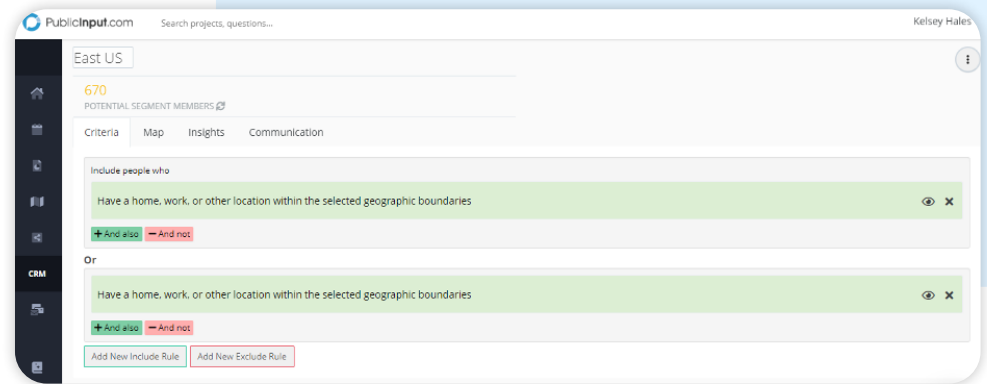 PublicInput.com Search projects, questions... Kelsey Hales
East US
670
POTENTIAL SEGMENT MEMBERS
Criteria Map Insights Communication
Include people who
Have a home, work, or other location within the selected geographic boundaries
+ And also − And not
Or
CRM
Have a home, work, or other location within the selected geographic boundaries
+ And also − And not
Add New Include Rule Add New Exclude Rule